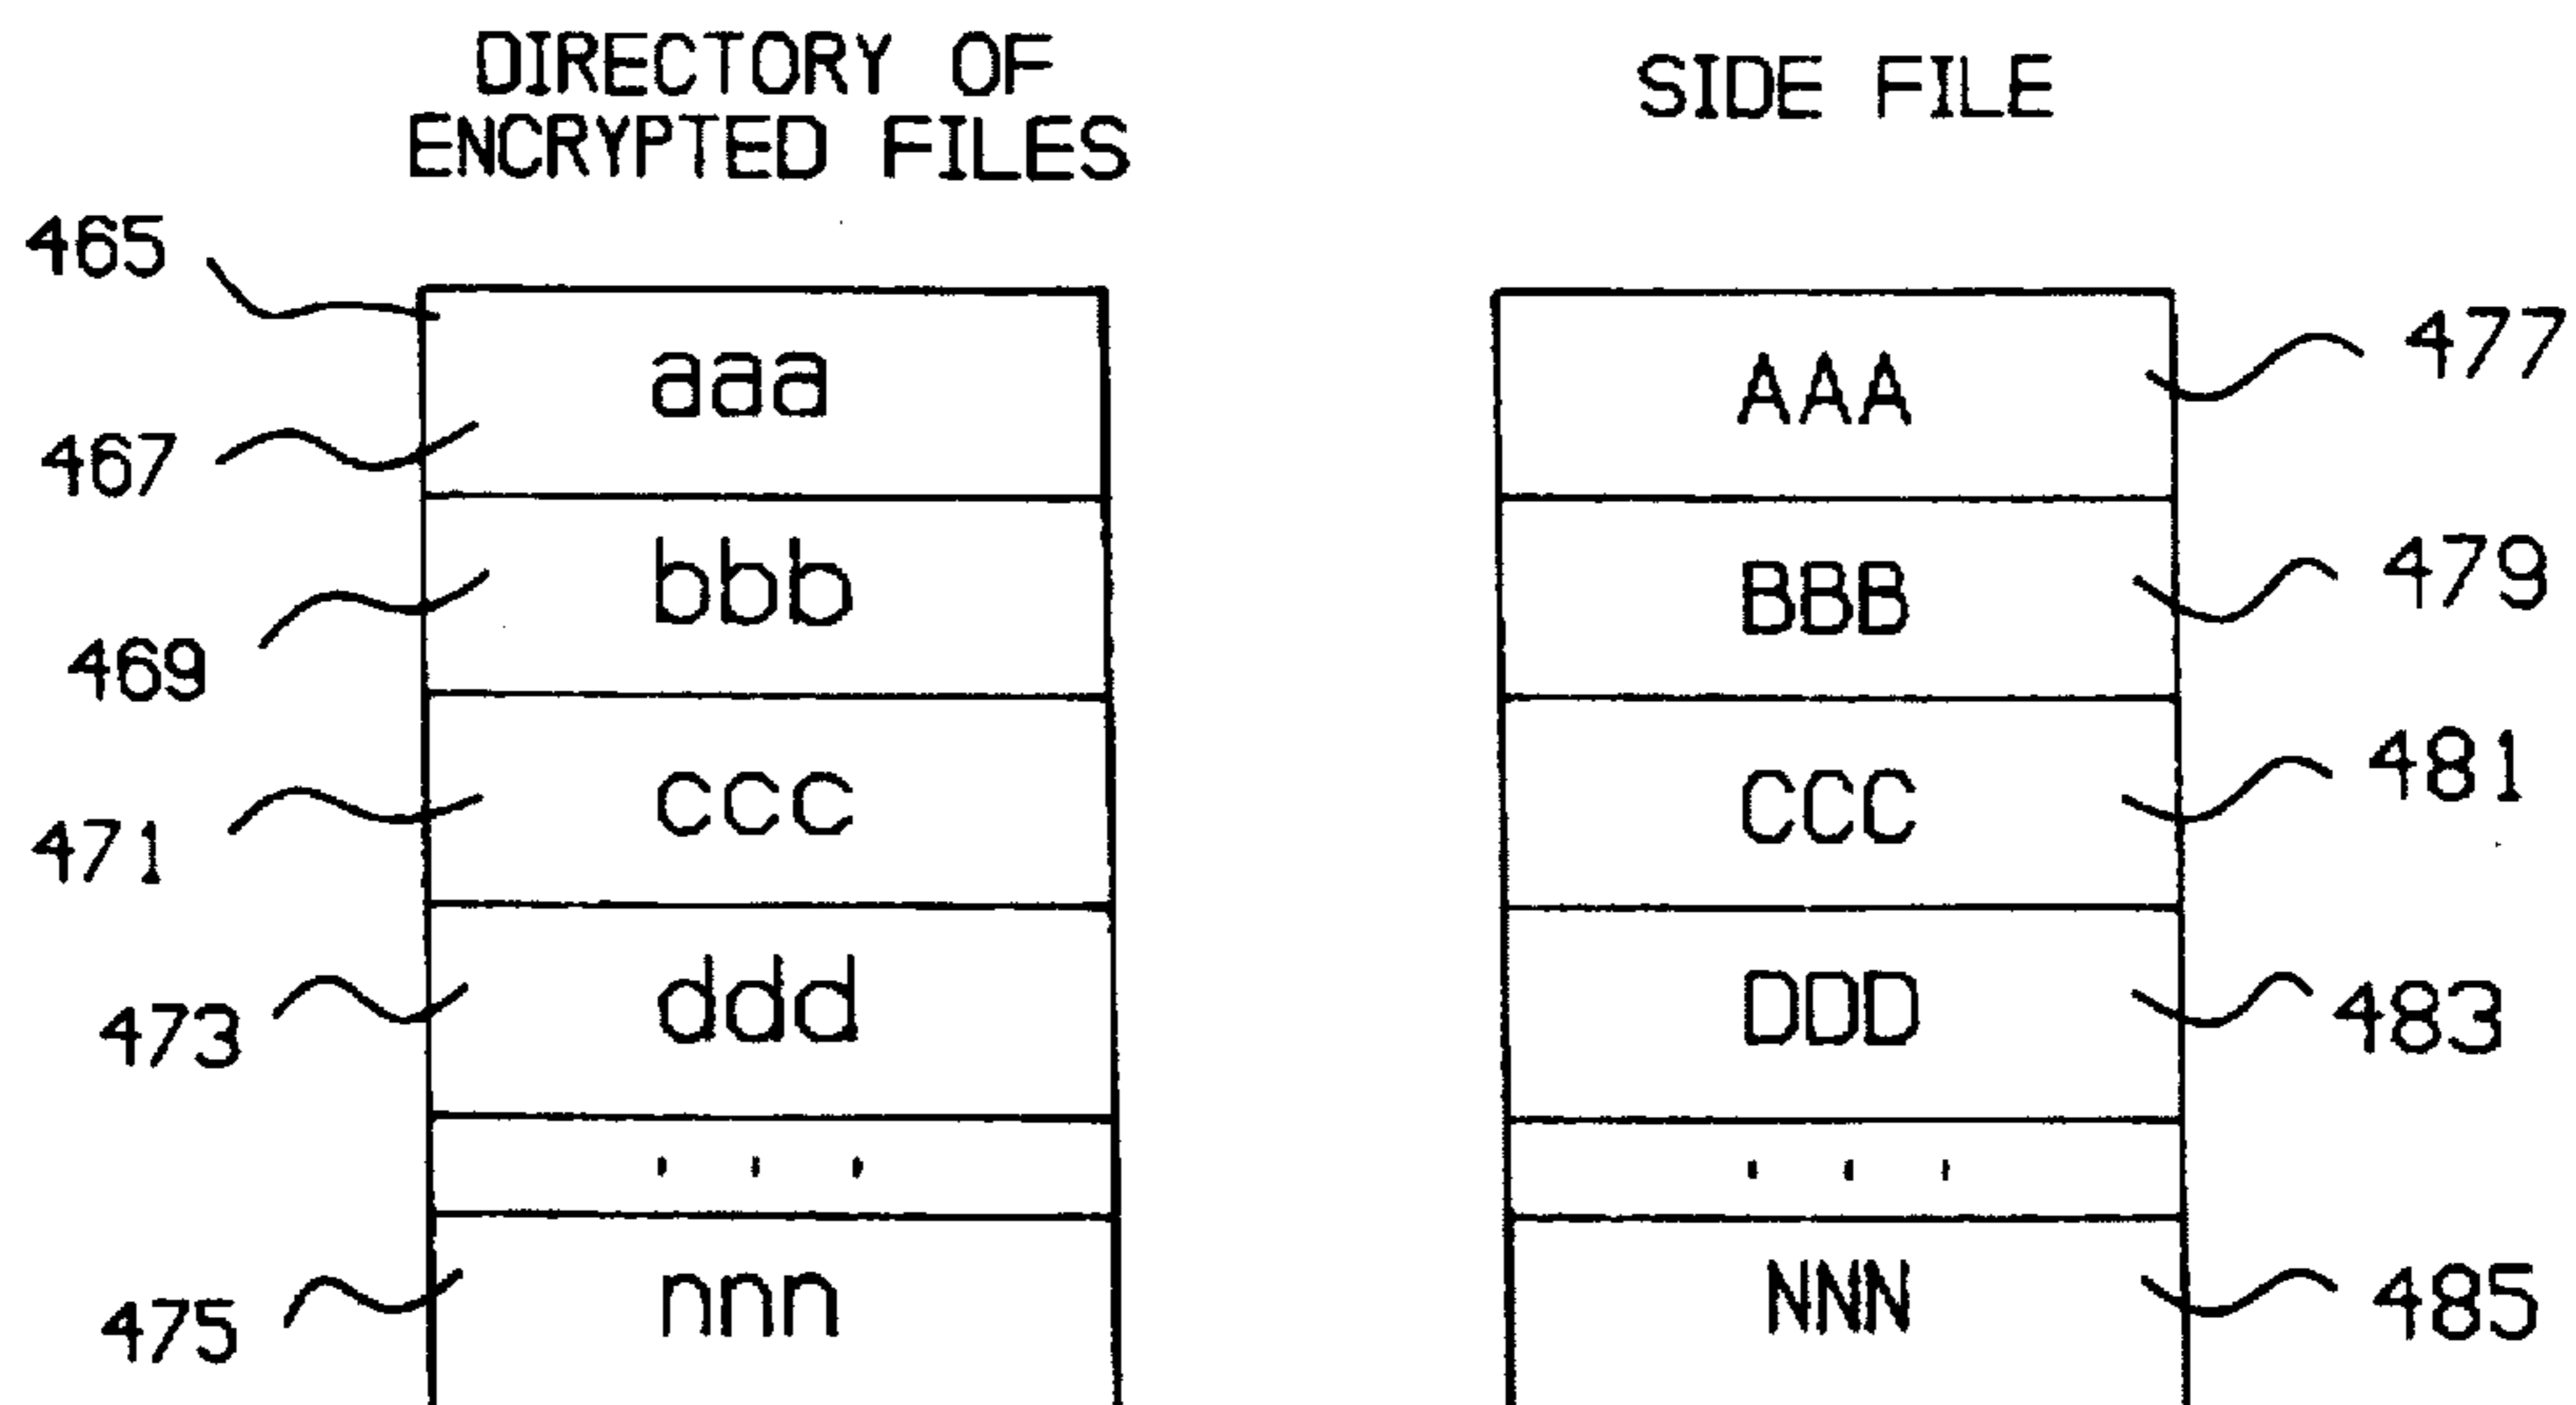 DIRECTORY OF
ENCRYPTED FILES
465
aaa
467
bbb
469
ccc
471
ddd
473
. . .
nnn
475
SIDE FILE
AAA
477
BBB
479
CCC
481
DDD
483
. . .
NNN
485